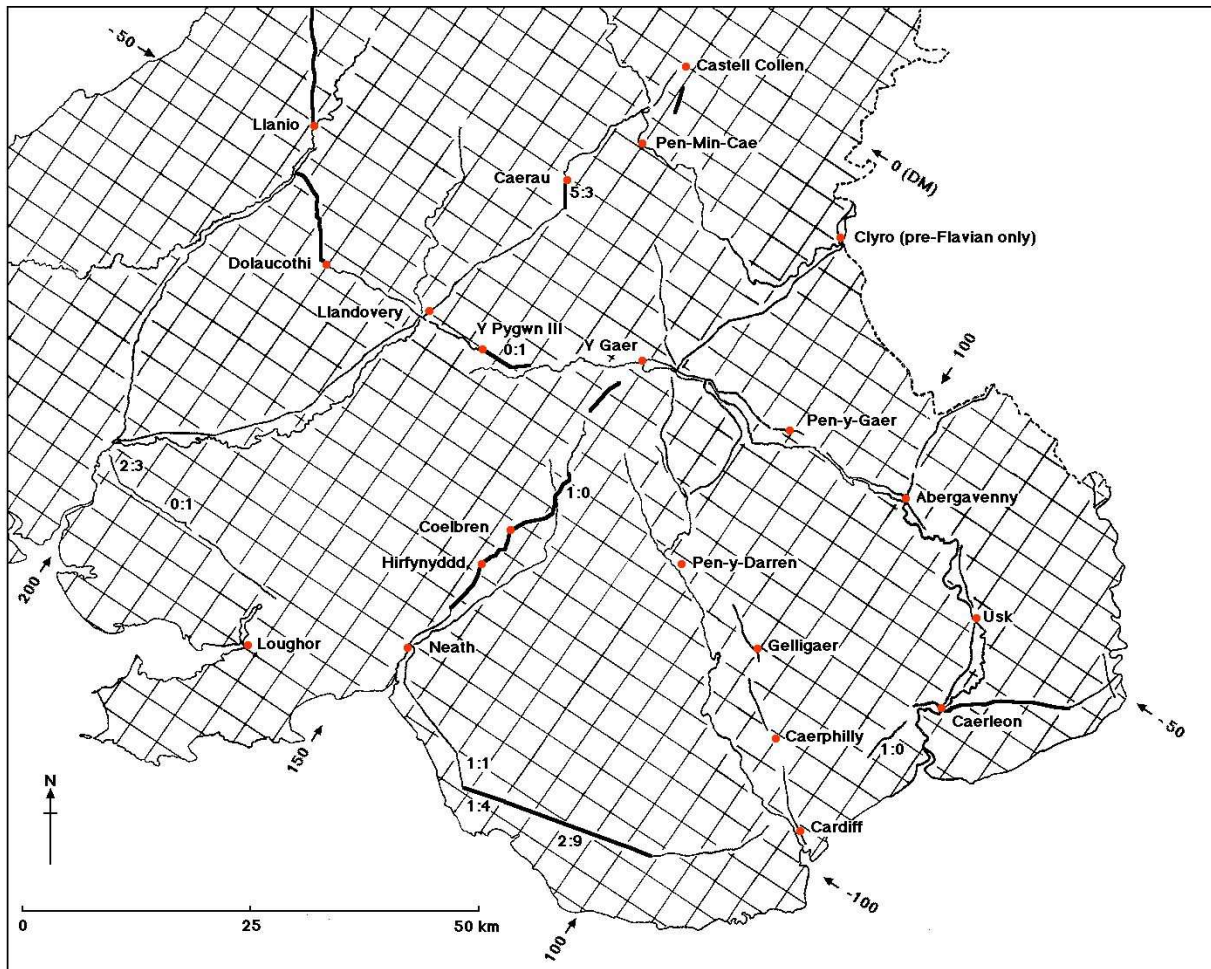 - 50
Castell Collen
Llanio
Pen-Min-Cae
0 (DM)
Caerau
5:3
Clyro (pre-Flavian only)
Dolaucothi
Llandovery
Y Pygwn III
0:1
Y Gaer
100
Pen-y-Gaer
2:3
0:1
1:0
Abergavenny
Coelbren
Hirfynyddd
Pen-y-Darren
200
Usk
Loughor
Neath
Gelligaer
Caerleon
- 50
150
Caerphilly
1:0
N
1:1
1:4
2:9
Cardiff
-100
0
25
50 km
100